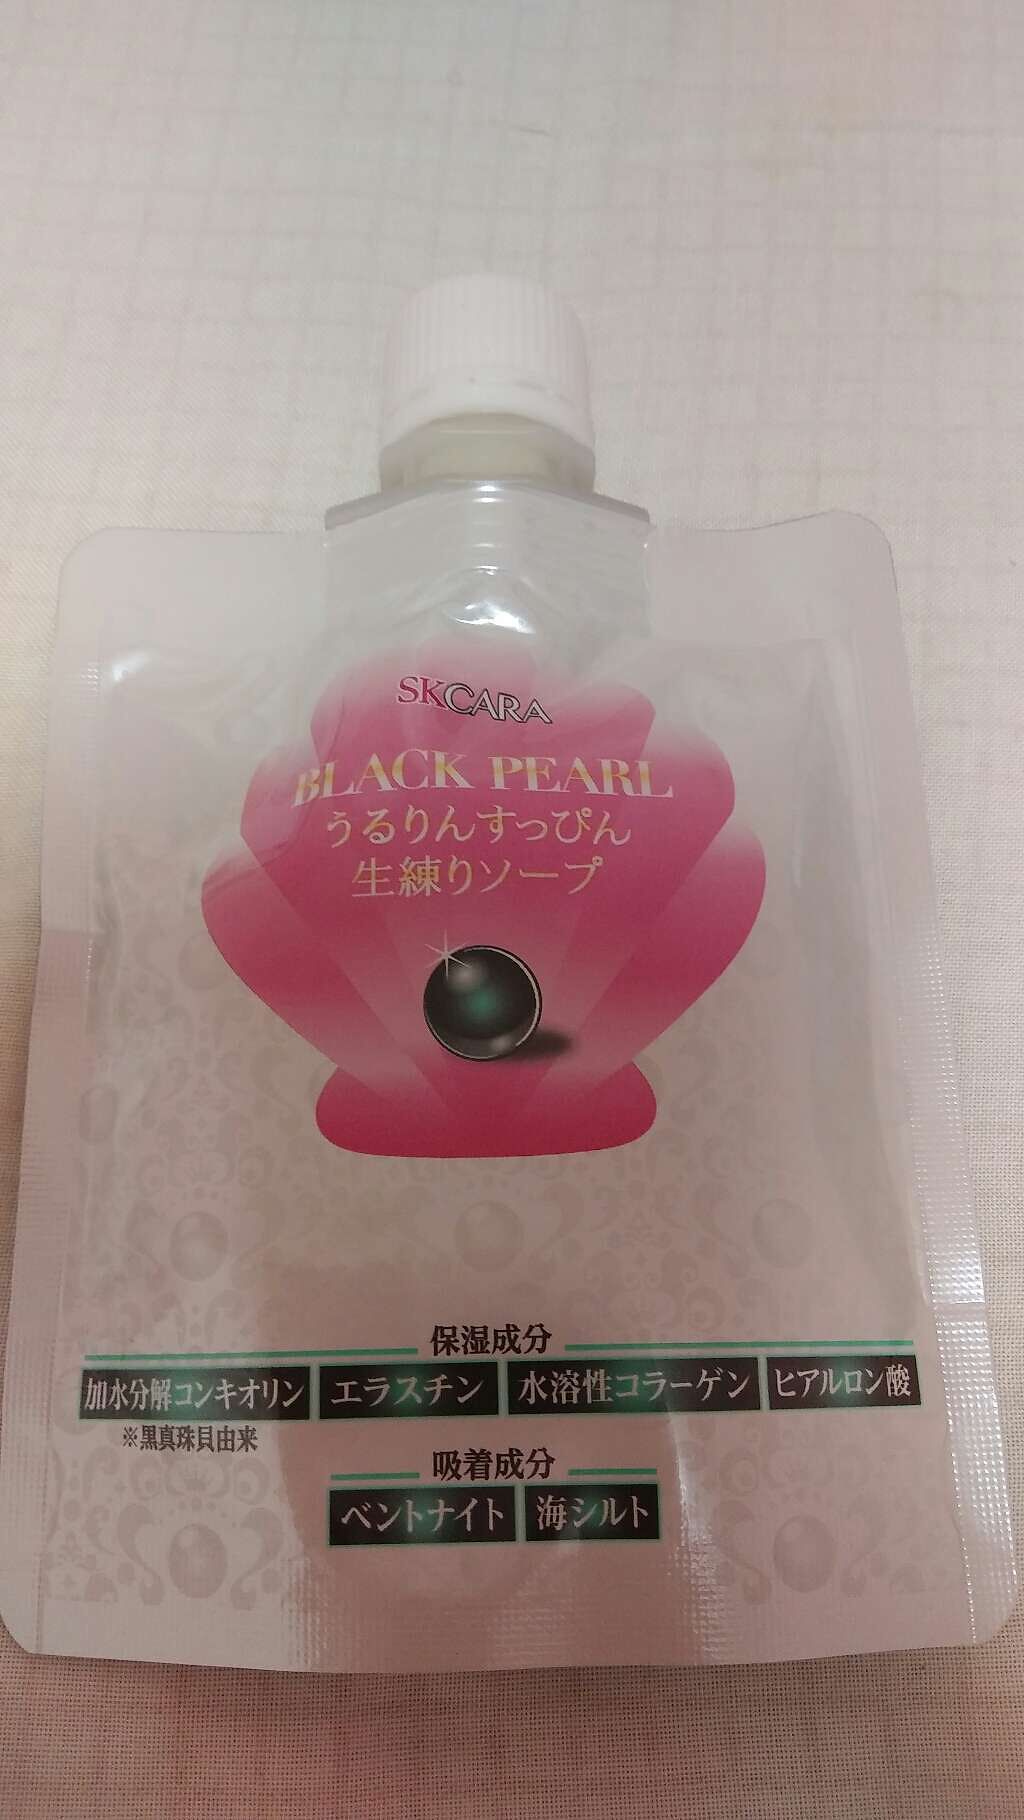 SKCARA
BLACK PEARL
うるりんすっぴん
生練りソープ
保湿成分
加水分解コンキオリン エラスチン 水溶性コラーゲン ヒアルロン酸
※黒真珠貝由来
吸着成分
ベントナイト 海シルト